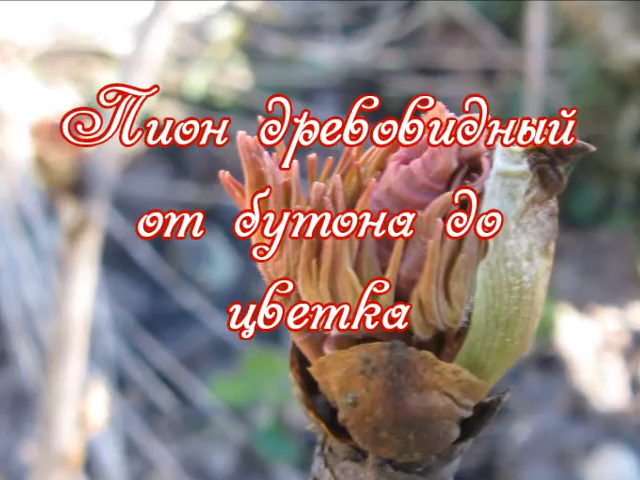 Пион древовидный
от бутона до
цветка